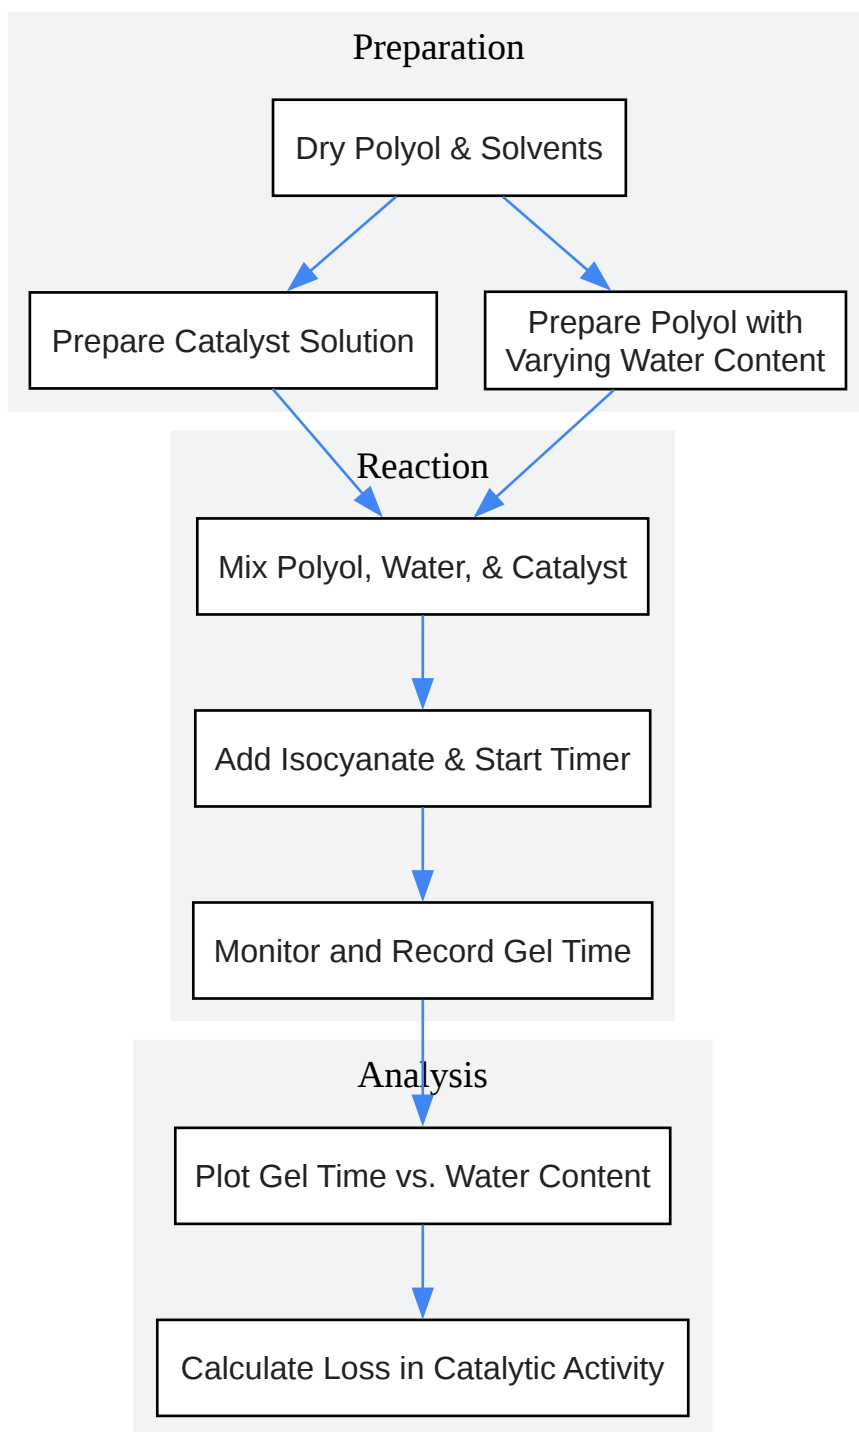 Preparation
Dry Polyol & Solvents
Prepare Catalyst Solution
Prepare Polyol with
Varying Water Content
Reaction
Mix Polyol, Water, & Catalyst
Add Isocyanate & Start Timer
Monitor and Record Gel Time
Analysis
Plot Gel Time vs. Water Content
Calculate Loss in Catalytic Activity